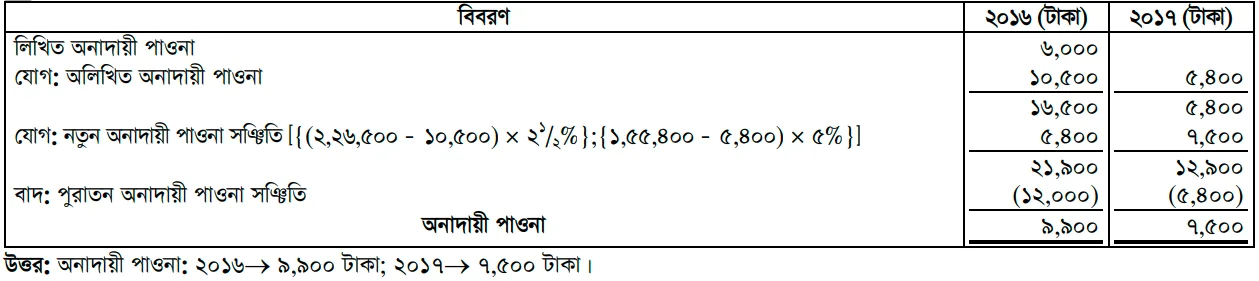 বিবরণ ২০১৬ (টাকা) ২০১৭ (টাকা)
লিখিত অনাদায়ী পাওনা ৬,০০০
যোগ: অলিখিত অনাদায়ী পাওনা ১০,৫০০ ৫,৪০০
১৬,৫০০ ৫,৪০০
যোগ: নতুন অনাদায়ী পাওনা সঞ্চিতি [{(২,২৬,৫০০ - ১০,৫০০) × ২১/২%};{১,৫৫,৪০০ - ৫,৪০০) × ৫%}] ৫,৪০০ ৭,৫০০
২১,৯০০ ১২,৯০০
বাদ: পুরাতন অনাদায়ী পাওনা সঞ্চিতি (১২,০০০) (৫,৪০০)
অনাদায়ী পাওনা ৯,৯০০ ৭,৫০০
উত্তর: অনাদায়ী পাওনা: ২০১৬→ ৯,৯০০ টাকা; ২০১৭→ ৭,৫০০ টাকা।